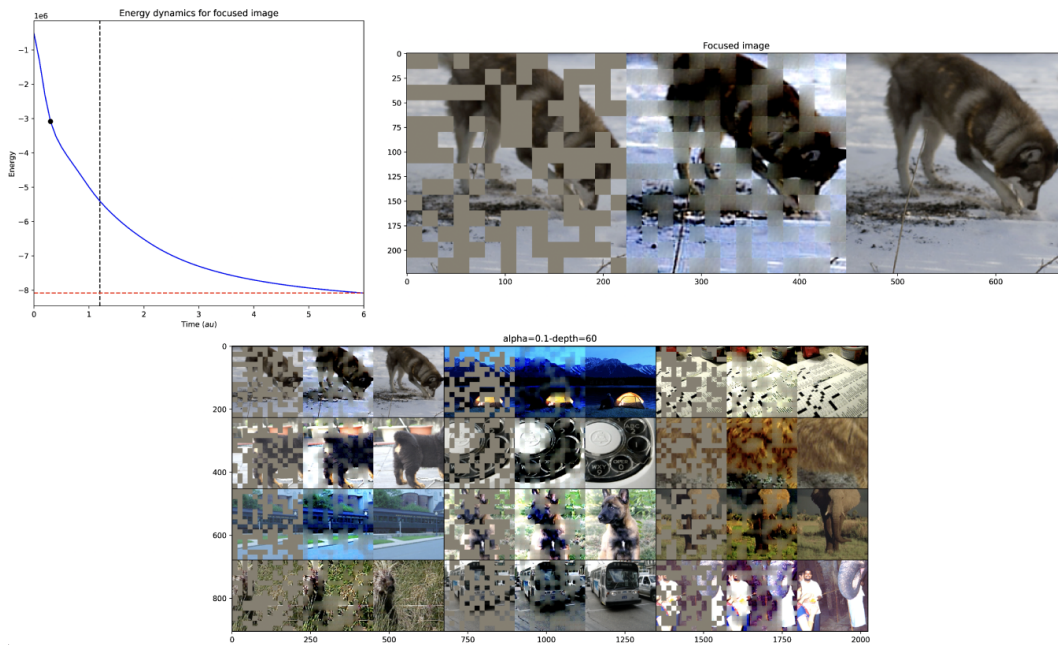 Energy dynamics for focused image
1e6
−1
−2
−3
−4
−5
−6
−7
−8
Energy
0 1 2 3 4 5 6
Time (au)
Focused image
0
25
50
75
100
125
150
175
200
0 100 200 300 400 500 600
alpha=0.1-depth=60
0
200
400
600
800
0 250 500 750 1000 1250 1500 1750 2000